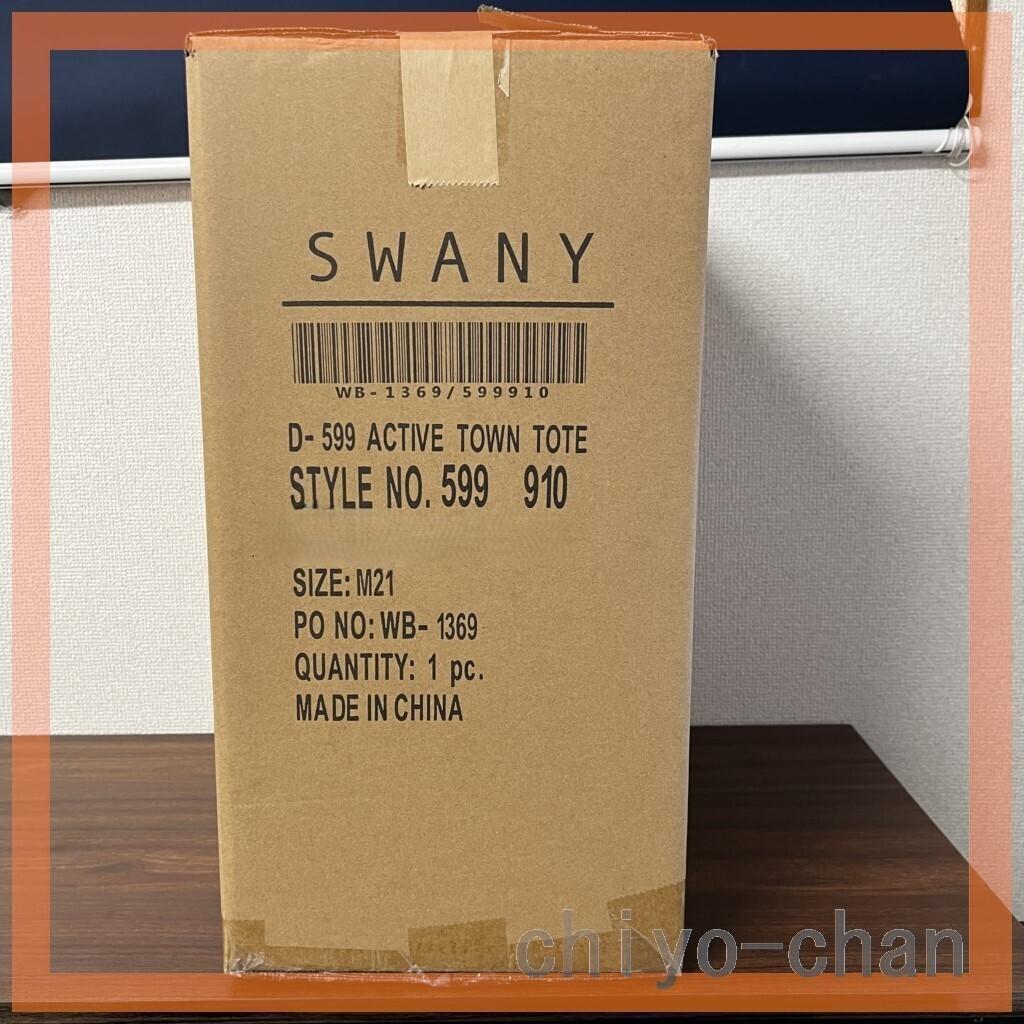 SWANY
WB-1369/599910
D-599 ACTIVE TOWN TOTE
STYLE NO. 599 910
SIZE: M21
PO NO: WB-1369
QUANTITY: 1 pc.
MADE IN CHINA
chiyo-chan